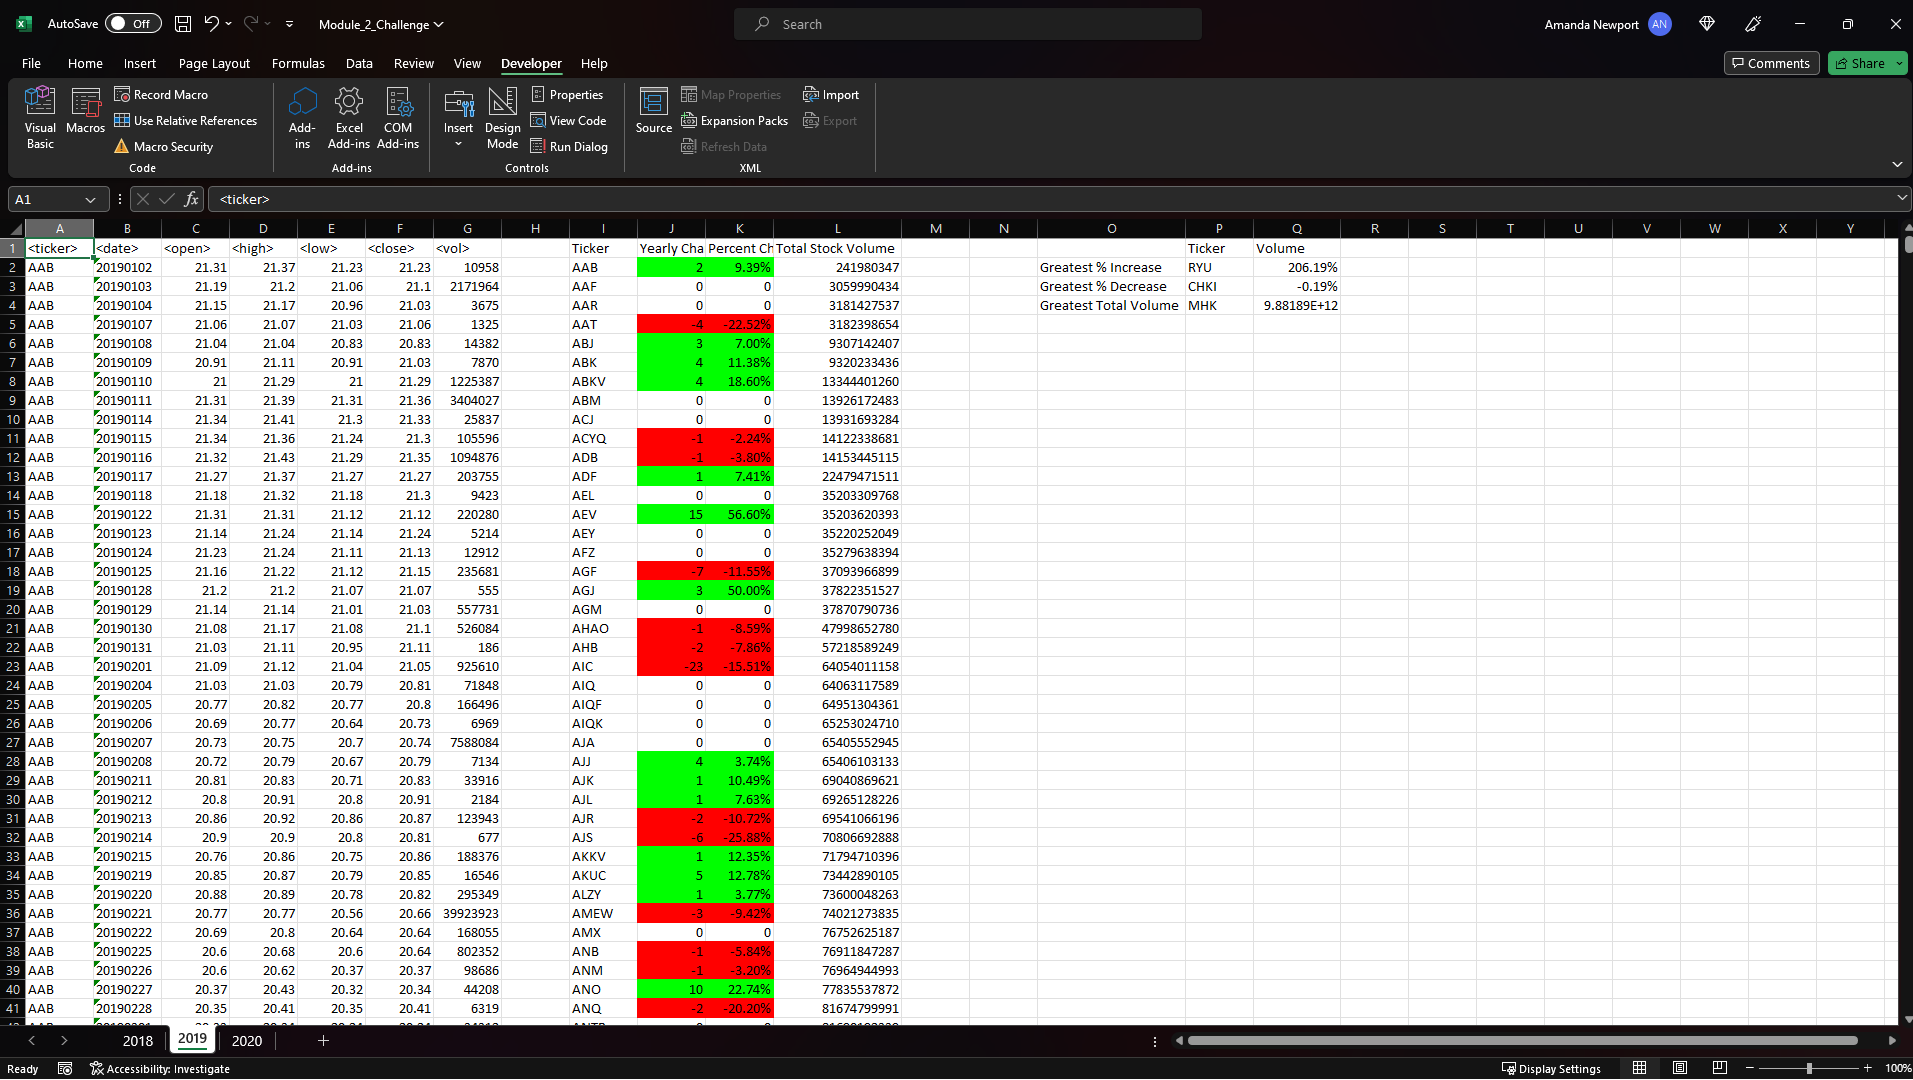 AutoSave Off Module_2_Challenge Search Amanda Newport AN
File Home Insert Page Layout Formulas Data Review View Developer Help Comments Share
Visual Basic Macros Record Macro Use Relative References Macro Security Code
Add-ins Excel Add-ins COM Add-ins Add-ins
Insert Design Mode Properties View Code Run Dialog Controls
Source Map Properties Expansion Packs Refresh Data Import Export XML
A1 fx <ticker>
A B C D E F G H I J K L M N O P Q R S T U V W X Y
1 <ticker> <date> <open> <high> <low> <close> <vol> Ticker Yearly Cha Percent Ch Total Stock Volume Ticker Volume
2 AAB 20190102 21.31 21.37 21.23 21.23 10958 AAB 2 9.39% 241980347 Greatest % Increase RYU 206.19%
3 AAB 20190103 21.19 21.2 21.06 21.1 2171964 AAF 0 0 3059990434 Greatest % Decrease CHKI -0.19%
4 AAB 20190104 21.15 21.17 20.96 21.03 3675 AAR 0 0 3181427537 Greatest Total Volume MHK 9.88189E+12
5 AAB 20190107 21.06 21.07 21.03 21.06 1325 AAT -4 -22.52% 3182398654
6 AAB 20190108 21.04 21.04 20.83 20.83 14382 ABJ 3 7.00% 9307142407
7 AAB 20190109 20.91 21.11 20.91 21.03 7870 ABK 4 11.38% 9320233436
8 AAB 20190110 21 21.29 21 21.29 1225387 ABKV 4 18.60% 13344401260
9 AAB 20190111 21.31 21.39 21.31 21.36 3404027 ABM 0 0 13926172483
10 AAB 20190114 21.34 21.41 21.3 21.33 25837 ACJ 0 0 13931693284
11 AAB 20190115 21.34 21.36 21.24 21.3 105596 ACYQ -1 -2.24% 14122338681
12 AAB 20190116 21.32 21.43 21.29 21.35 1094876 ADB -1 -3.80% 14153445115
13 AAB 20190117 21.27 21.37 21.27 21.27 203755 ADF 1 7.41% 22479471511
14 AAB 20190118 21.18 21.32 21.18 21.3 9423 AEL 0 0 35203309768
15 AAB 20190122 21.31 21.31 21.12 21.12 220280 AEV 15 56.60% 35203620393
16 AAB 20190123 21.14 21.24 21.14 21.24 5214 AEY 0 0 35220252049
17 AAB 20190124 21.23 21.24 21.11 21.13 12912 AFZ 0 0 35279638394
18 AAB 20190125 21.16 21.22 21.12 21.15 235681 AGF -7 -11.55% 37093966899
19 AAB 20190128 21.2 21.2 21.07 21.07 555 AGJ 3 50.00% 37822351527
20 AAB 20190129 21.14 21.14 21.01 21.03 557731 AGM 0 0 37870790736
21 AAB 20190130 21.08 21.17 21.08 21.1 526084 AHAO -1 -8.59% 47998652780
22 AAB 20190131 21.03 21.11 20.95 21.11 186 AHB -2 -7.86% 57218589249
23 AAB 20190201 21.09 21.12 21.04 21.05 925610 AIC -23 -15.51% 64054011158
24 AAB 20190204 21.03 21.03 20.79 20.81 71848 AIQ 0 0 64063117589
25 AAB 20190205 20.77 20.82 20.77 20.8 166496 AIQF 0 0 64951304361
26 AAB 20190206 20.69 20.77 20.64 20.73 6969 AIQK 0 0 65253024710
27 AAB 20190207 20.73 20.75 20.7 20.74 7588084 AJA 0 0 65405552945
28 AAB 20190208 20.72 20.79 20.67 20.79 7134 AJJ 4 3.74% 65406103133
29 AAB 20190211 20.81 20.83 20.71 20.83 33916 AJK 1 10.49% 69040869621
30 AAB 20190212 20.8 20.91 20.8 20.91 2184 AJL 1 7.63% 69265128226
31 AAB 20190213 20.86 20.92 20.86 20.87 123943 AJR -2 -10.72% 69541066196
32 AAB 20190214 20.9 20.9 20.8 20.81 677 AJS -6 -25.88% 70806692888
33 AAB 20190215 20.76 20.86 20.75 20.86 188376 AKKV 1 12.35% 71794710396
34 AAB 20190219 20.85 20.87 20.79 20.85 16546 AKUC 5 12.78% 73442890105
35 AAB 20190220 20.88 20.89 20.78 20.82 295349 ALZY 1 3.77% 73600048263
36 AAB 20190221 20.77 20.77 20.56 20.66 39923923 AMEW -3 -9.42% 74021273835
37 AAB 20190222 20.69 20.8 20.64 20.64 168055 AMX 0 0 76752625187
38 AAB 20190225 20.6 20.68 20.6 20.64 802352 ANB -1 -5.84% 76911847287
39 AAB 20190226 20.6 20.62 20.37 20.37 98686 ANM -1 -3.20% 76964944993
40 AAB 20190227 20.37 20.43 20.32 20.34 44208 ANO 10 22.74% 77835537872
41 AAB 20190228 20.35 20.41 20.35 20.41 6319 ANQ -2 -20.20% 81674799991
2018 2019 2020
Ready Accessibility: Investigate Display Settings 100%